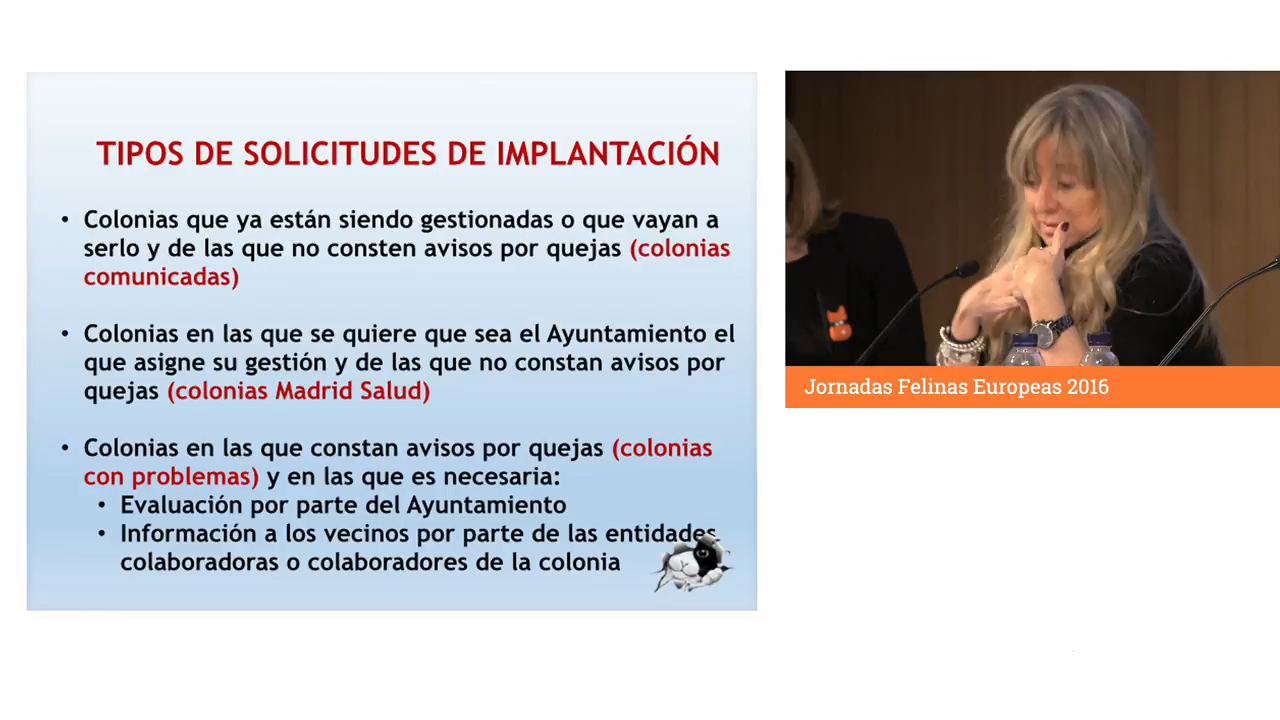 TIPOS DE SOLICITUDES DE IMPLANTACIÓN
• Colonias que ya están siendo gestionadas o que vayan a
serlo y de las que no consten avisos por quejas (colonias
comunicadas)
• Colonias en las que se quiere que sea el Ayuntamiento el
que asigne su gestión y de las que no constan avisos por
quejas (colonias Madrid Salud)
• Colonias en las que constan avisos por quejas (colonias
con problemas) y en las que es necesaria:
• Evaluación por parte del Ayuntamiento
• Información a los vecinos por parte de las entidades
colaboradoras o colaboradores de la colonia
Jornadas Felinas Europeas 2016